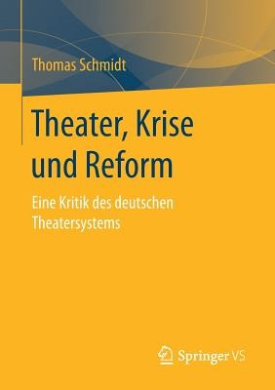 Thomas Schmidt
Theater, Krise
und Reform
Eine Kritik des deutschen
Theatersystems
Springer VS